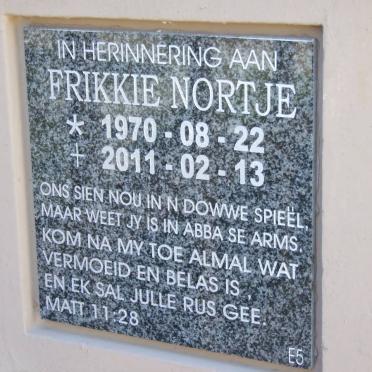 IN HERINNERING AAN
FRIKKIE NORTJE
* 1970 - 08 - 22
+ 2011 - 02 - 13
ONS SIEN NOU IN N DOWWE SPIEËL,
MAAR WEET JY IS IN ABBA SE ARMS.
KOM NA MY TOE ALMAL WAT
VERMOEID EN BELAS IS,
EN EK SAL JULLE RUS GEE.
MATT 11:28
E5